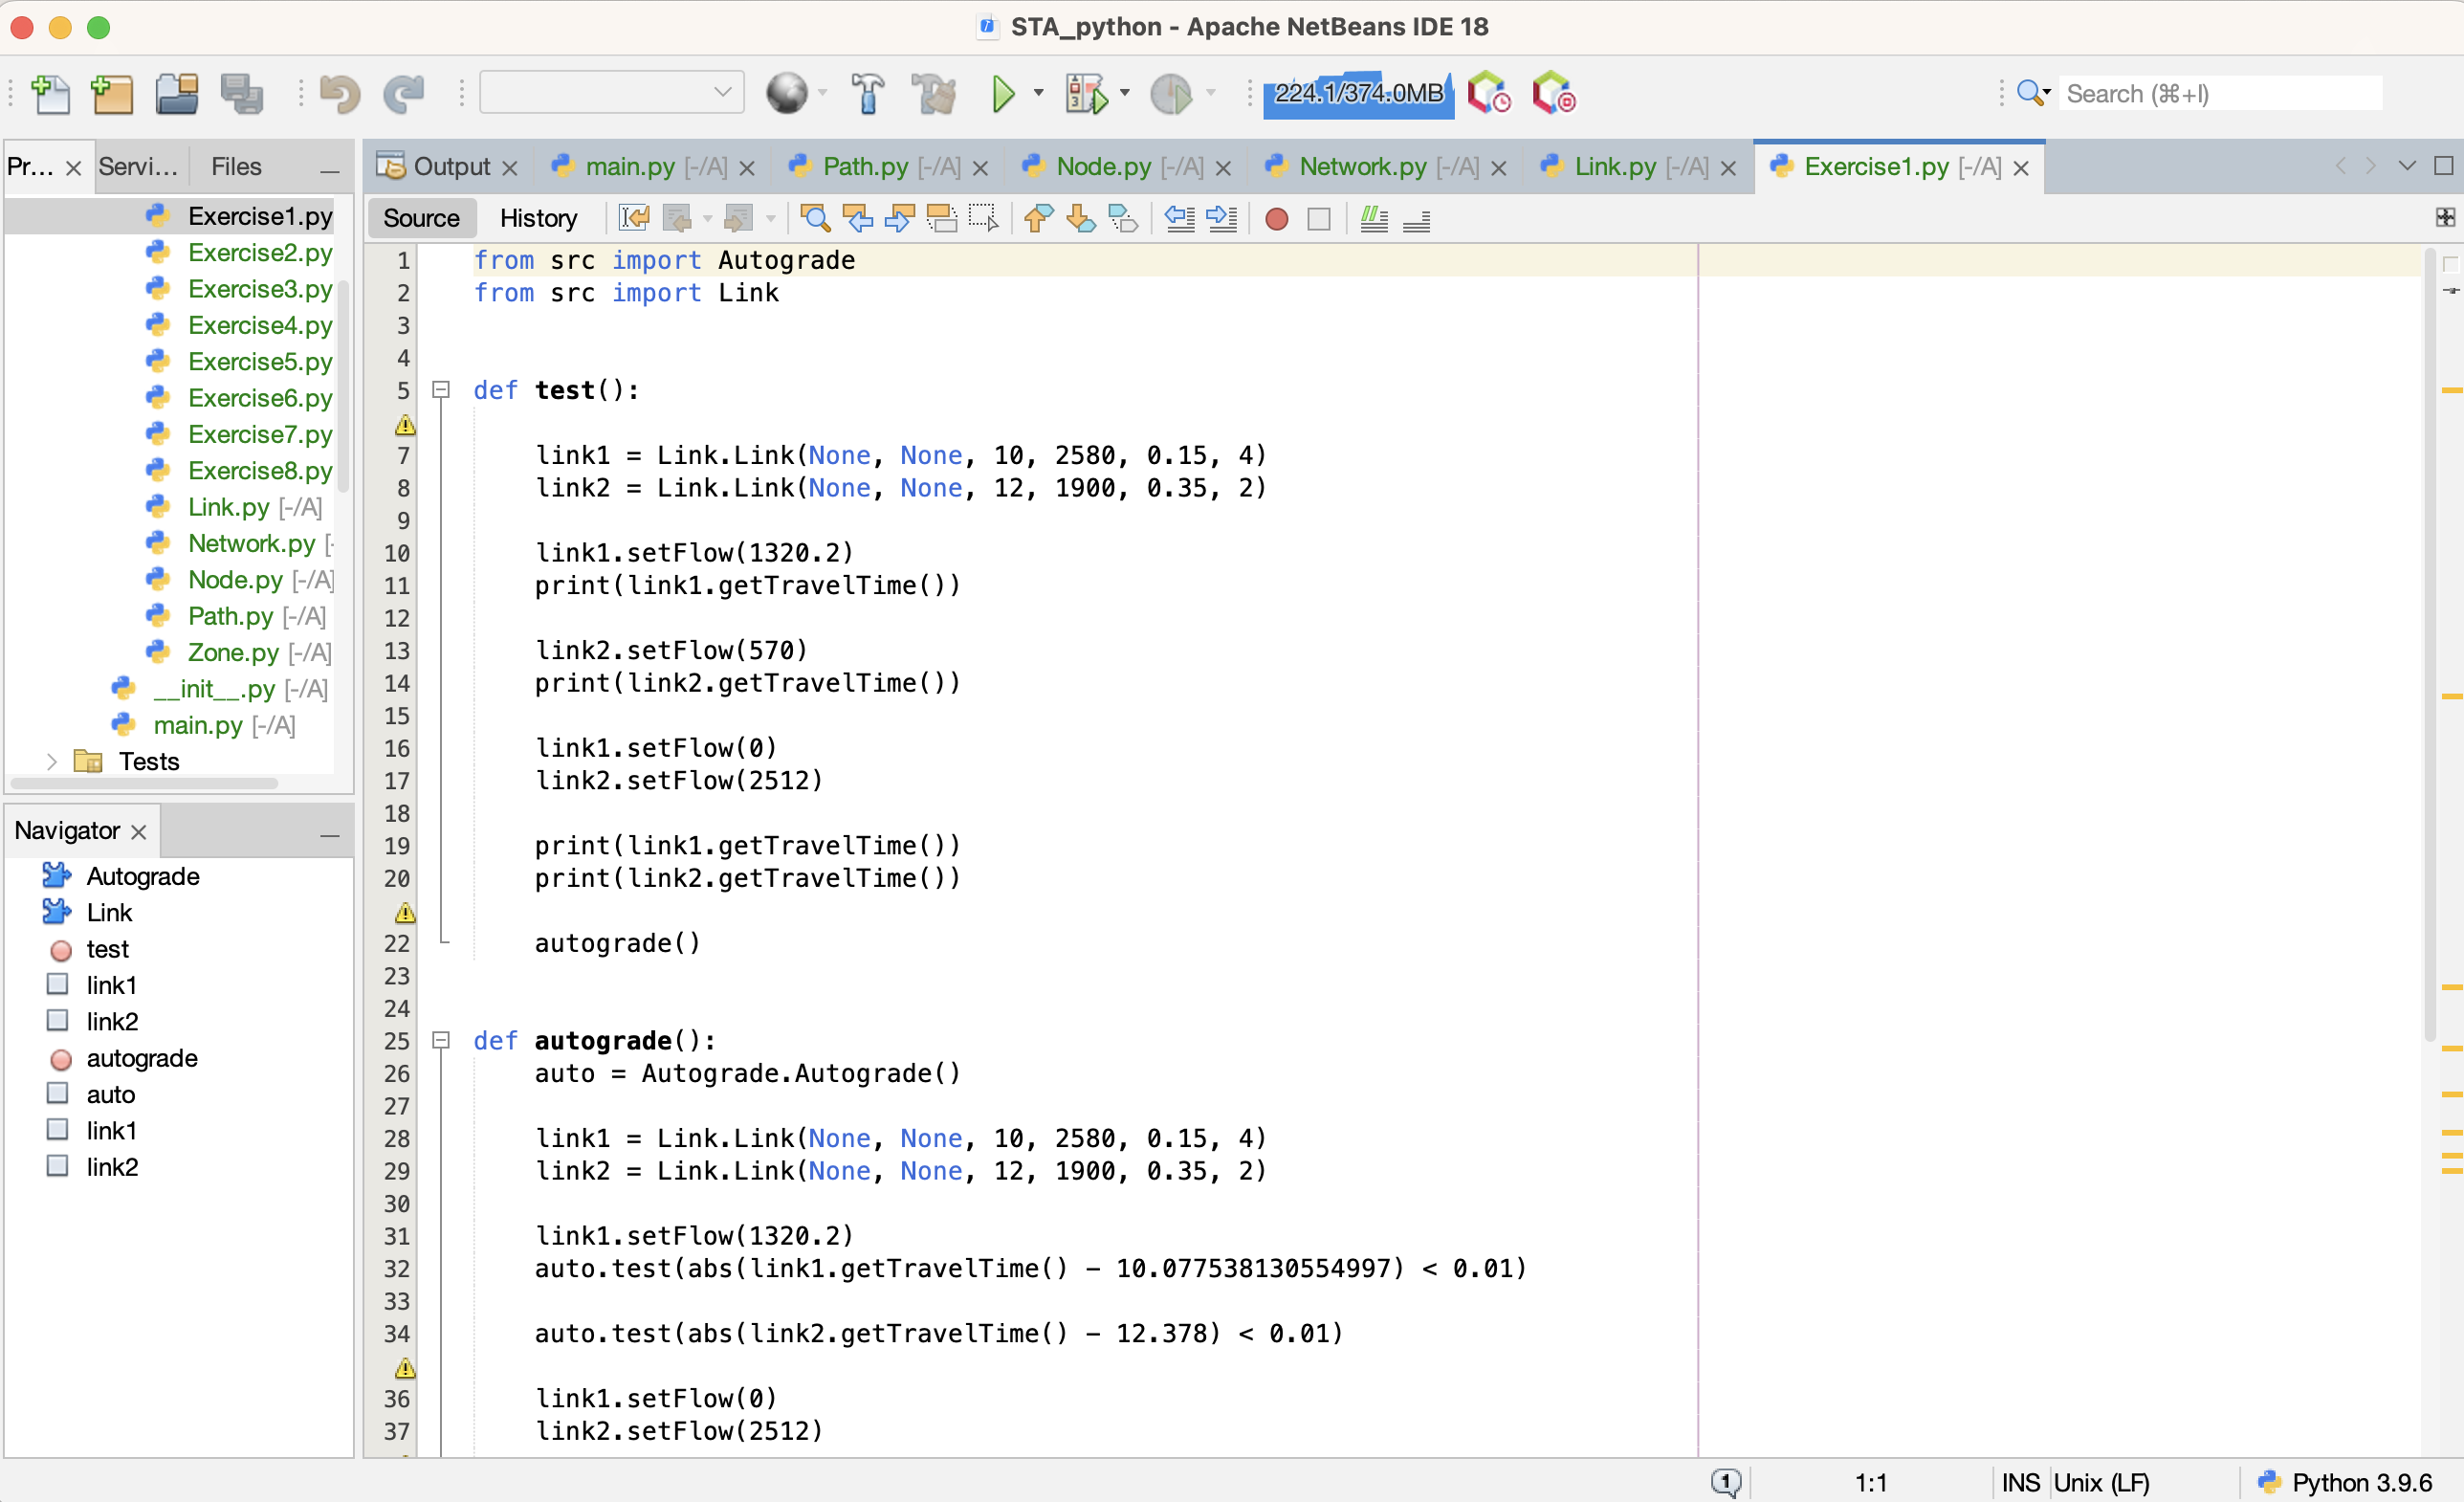 STA_python - Apache NetBeans IDE 18
224.1/374.0MB
Search (⌘+I)
Pr... Servi... Files
Output main.py [-/A] Path.py [-/A] Node.py [-/A] Network.py [-/A] Link.py [-/A] Exercise1.py [-/A]
Source History
Exercise1.py
Exercise2.py
Exercise3.py
Exercise4.py
Exercise5.py
Exercise6.py
Exercise7.py
Exercise8.py
Link.py [-/A]
Network.py [-
Node.py [-/A]
Path.py [-/A]
Zone.py [-/A]
__init__.py [-/A]
main.py [-/A]
Tests
Navigator
Autograde
Link
test
link1
link2
autograde
auto
link1
link2
1 from src import Autograde
2 from src import Link
3
4
5 def test():
7 link1 = Link.Link(None, None, 10, 2580, 0.15, 4)
8 link2 = Link.Link(None, None, 12, 1900, 0.35, 2)
9
10 link1.setFlow(1320.2)
11 print(link1.getTravelTime())
12
13 link2.setFlow(570)
14 print(link2.getTravelTime())
15
16 link1.setFlow(0)
17 link2.setFlow(2512)
18
19 print(link1.getTravelTime())
20 print(link2.getTravelTime())
22 autograde()
23
24
25 def autograde():
26 auto = Autograde.Autograde()
27
28 link1 = Link.Link(None, None, 10, 2580, 0.15, 4)
29 link2 = Link.Link(None, None, 12, 1900, 0.35, 2)
30
31 link1.setFlow(1320.2)
32 auto.test(abs(link1.getTravelTime() - 10.077538130554997) < 0.01)
33
34 auto.test(abs(link2.getTravelTime() - 12.378) < 0.01)
36 link1.setFlow(0)
37 link2.setFlow(2512)
1 1:1 INS Unix (LF) Python 3.9.6